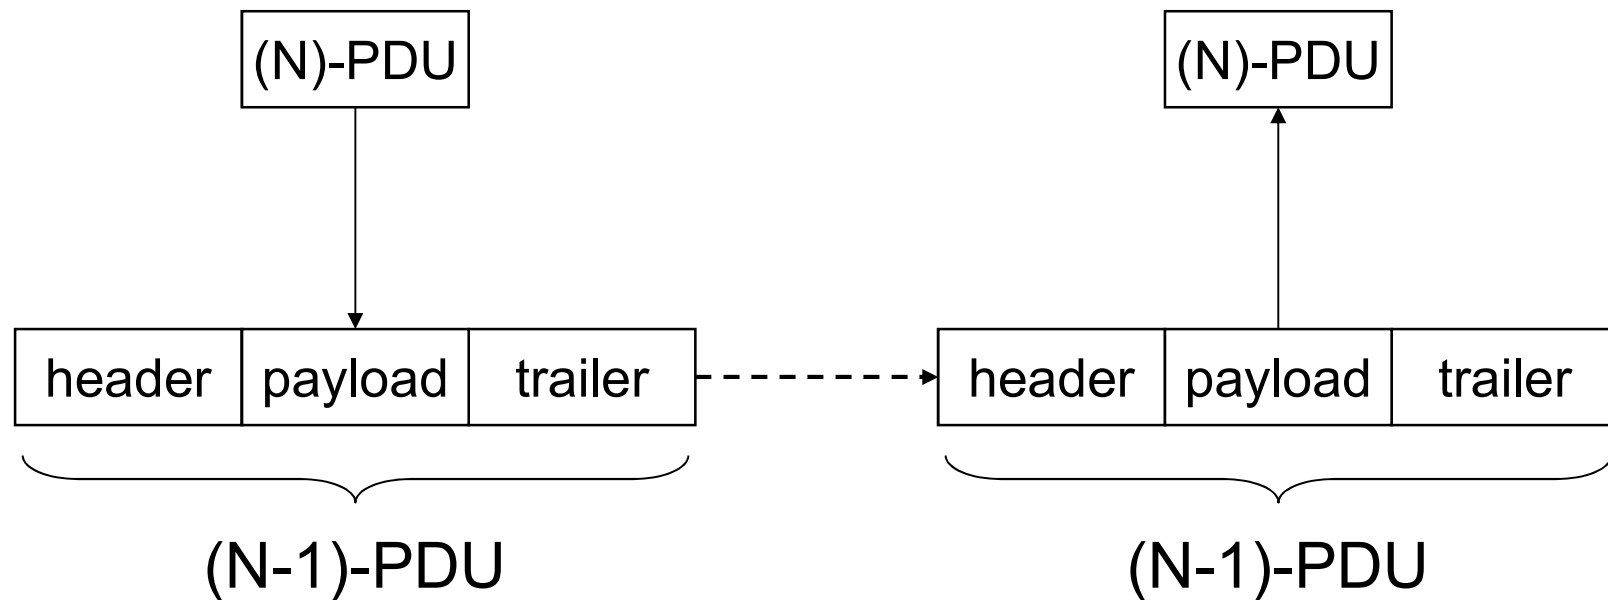 (N)-PDU (N)-PDU
header payload trailer header payload trailer
(N-1)-PDU (N-1)-PDU